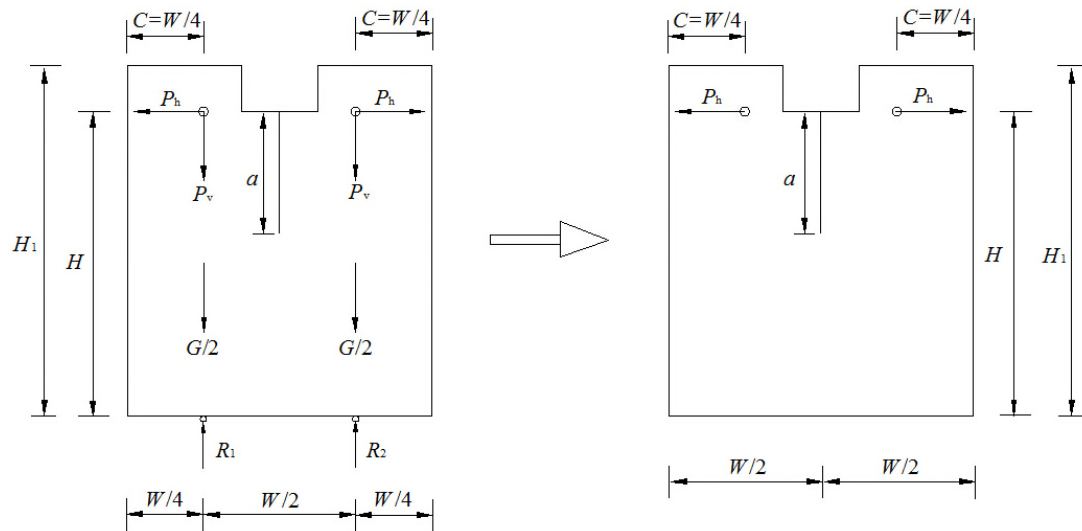 C=W/4 C=W/4 C=W/4 C=W/4
Ph Ph Ph Ph
Pv Pv
a a
H1 H H H1
G/2 G/2
R1 R2
W/4 W/2 W/4 W/2 W/2